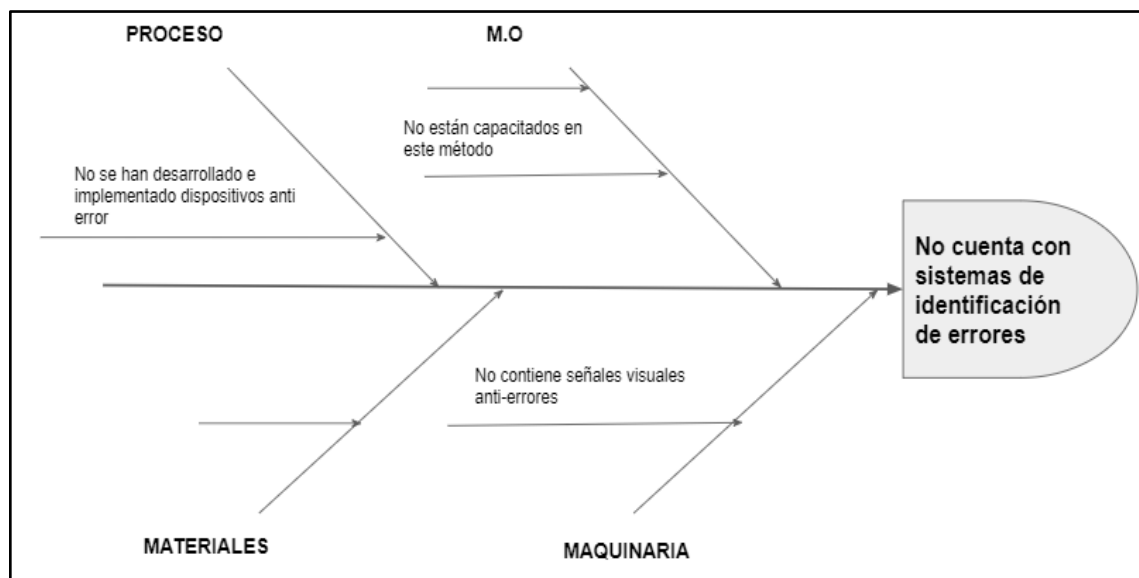 PROCESO
M.O
No están capacitados en
este método
No se han desarrollado e
implementado dispositivos anti
error
No cuenta con
sistemas de
identificación
de errores
No contiene señales visuales
anti-errores
MATERIALES
MAQUINARIA